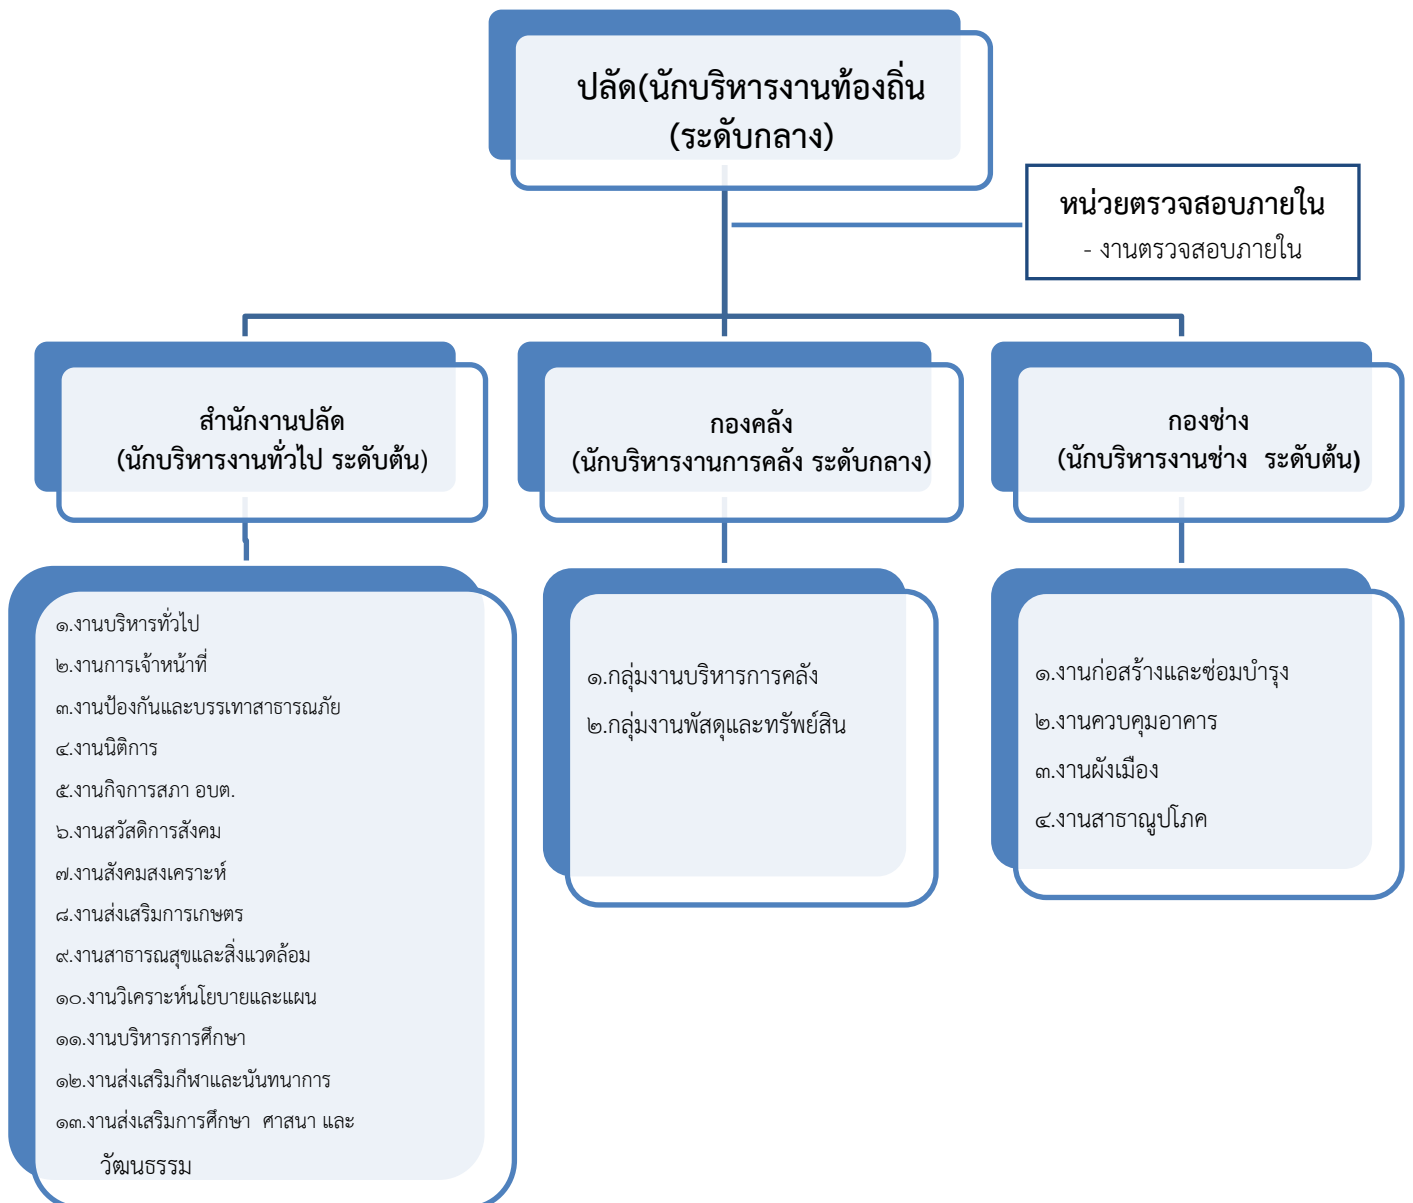 ปลัด(นักบริหารงานท้องถิ่น
(ระดับกลาง)
หน่วยตรวจสอบภายใน
- งานตรวจสอบภายใน
สำนักงานปลัด
(นักบริหารงานทั่วไป ระดับต้น)
กองคลัง
(นักบริหารงานการคลัง ระดับกลาง)
กองช่าง
(นักบริหารงานช่าง  ระดับต้น)
๑.งานบริหารทั่วไป
๒.งานการเจ้าหน้าที่
๓.งานป้องกันและบรรเทาสาธารณภัย
๔.งานนิติการ
๕.งานกิจการสภา อบต.
๖.งานสวัสดิการสังคม
๗.งานสังคมสงเคราะห์
๘.งานส่งเสริมการเกษตร
๙.งานสาธารณสุขและสิ่งแวดล้อม
๑๐.งานวิเคราะห์นโยบายและแผน
๑๑.งานบริหารการศึกษา
๑๒.งานส่งเสริมกีฬาและนันทนาการ
๑๓.งานส่งเสริมการศึกษา  ศาสนา และ
วัฒนธรรม
๑.กลุ่มงานบริหารการคลัง
๒.กลุ่มงานพัสดุและทรัพย์สิน
๑.งานก่อสร้างและซ่อมบำรุง
๒.งานควบคุมอาคาร
๓.งานผังเมือง
๔.งานสาธาณูปโภค